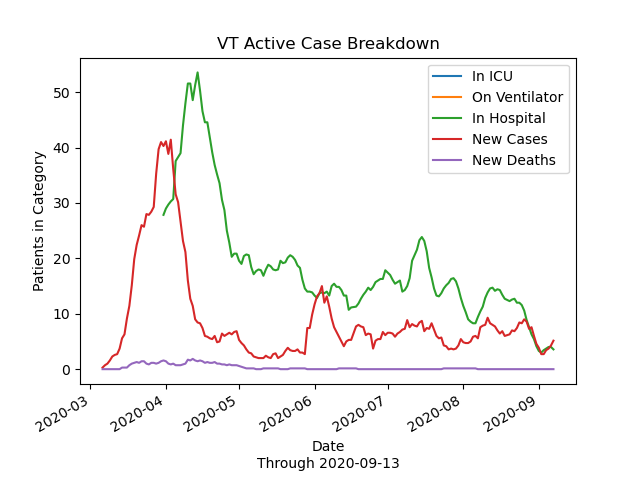 VT Active Case Breakdown
In ICU
On Ventilator
In Hospital
New Cases
New Deaths
Patients in Category
50
40
30
20
10
0
2020-03
2020-04
2020-05
2020-06
2020-07
2020-08
2020-09
Date
Through 2020-09-13